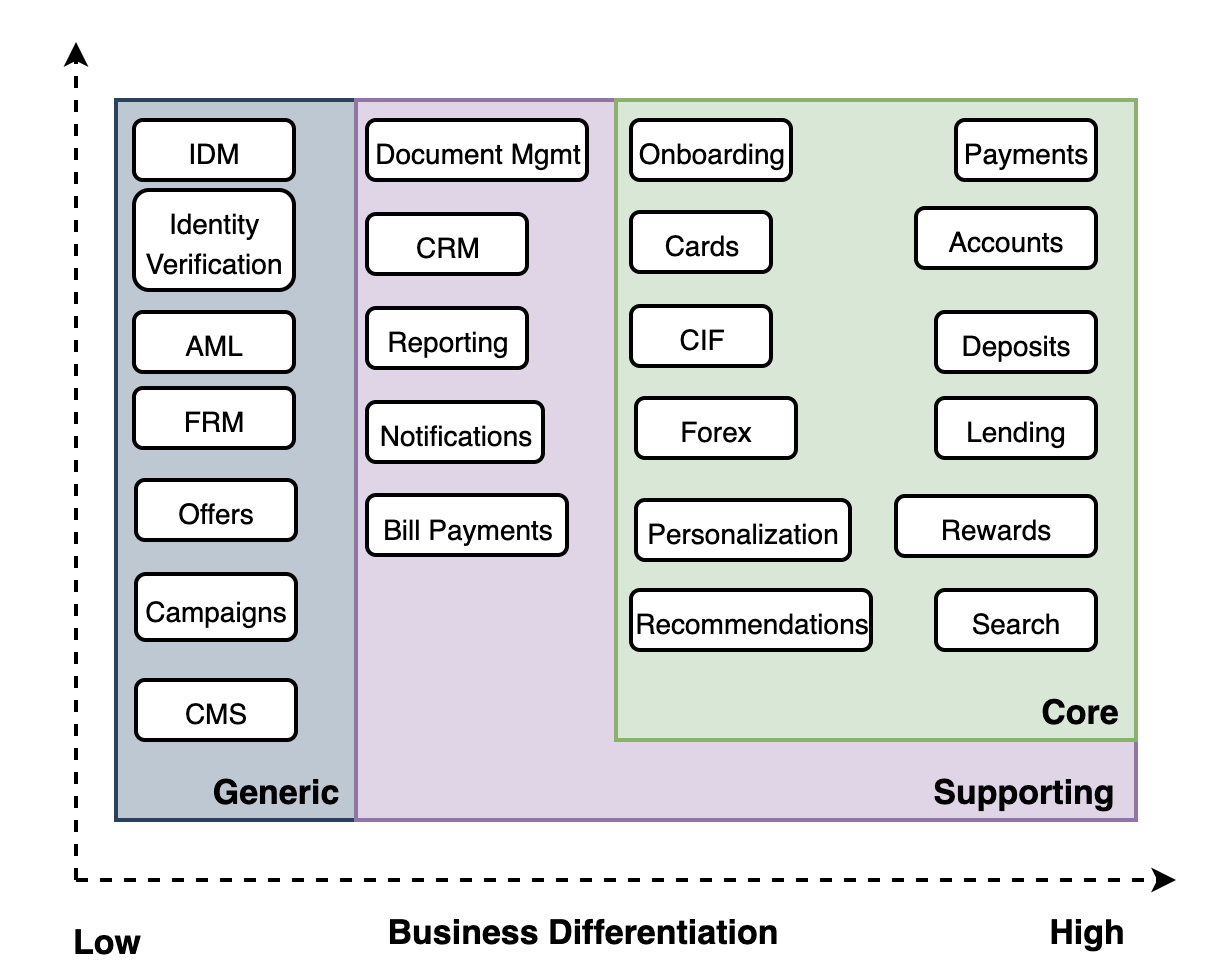 IDM
Identity
Verification
AML
FRM
Offers
Campaigns
CMS
Generic
Document Mgmt
CRM
Reporting
Notifications
Bill Payments
Supporting
Onboarding
Cards
CIF
Forex
Personalization
Recommendations
Payments
Accounts
Deposits
Lending
Rewards
Search
Core
Low
Business Differentiation
High